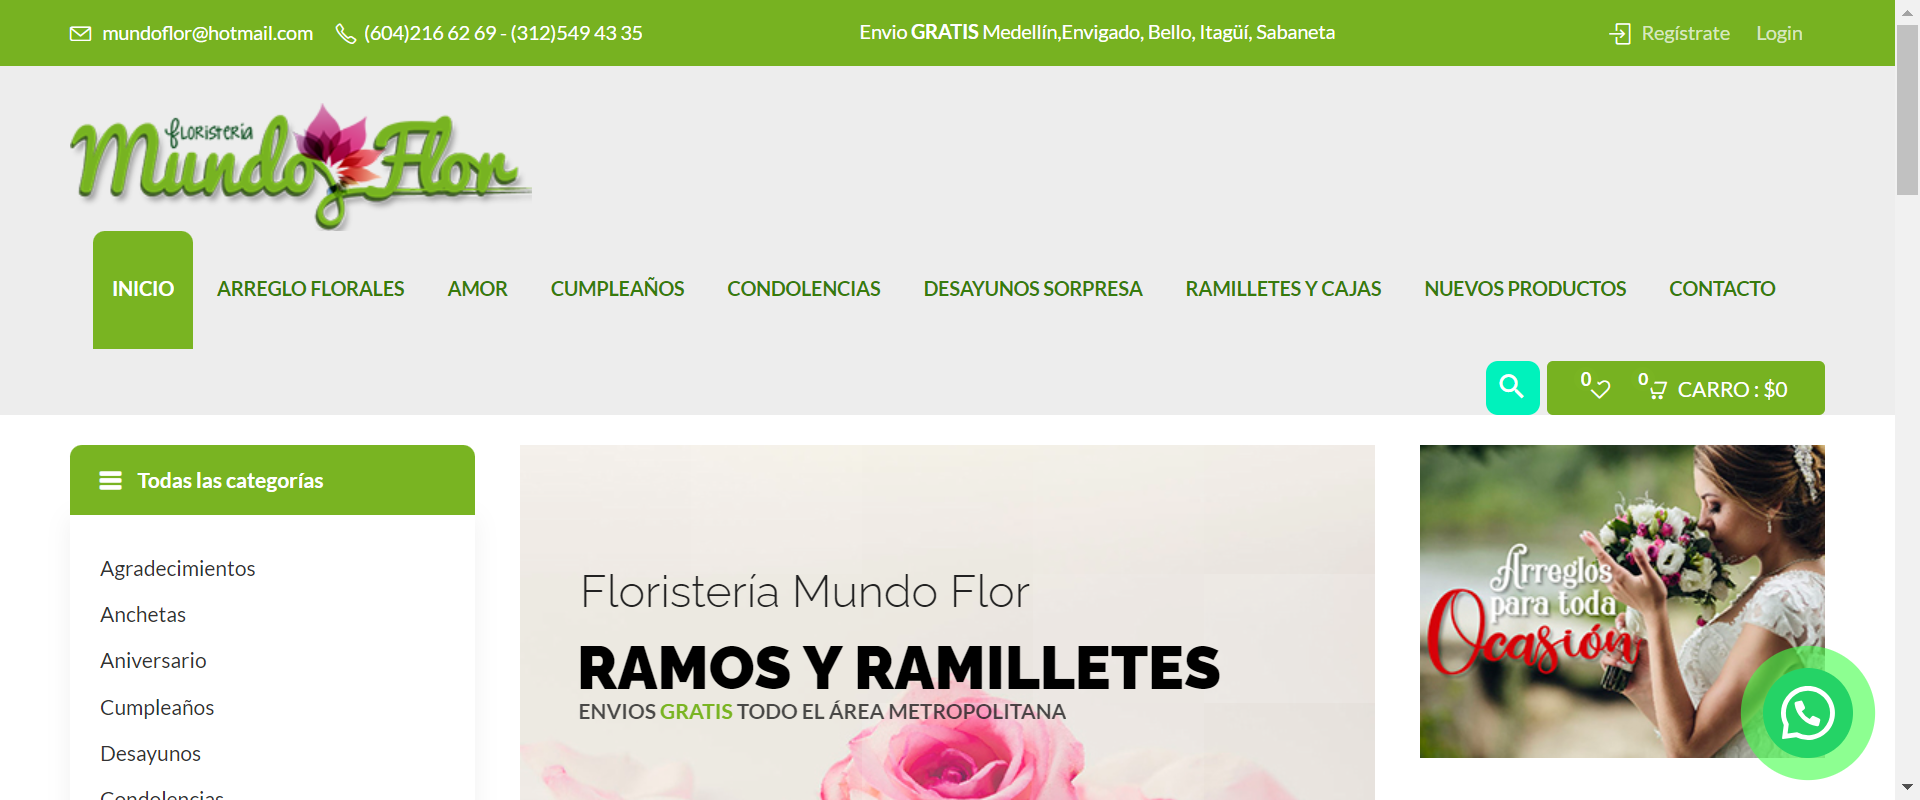 mundoflor@hotmail.com
(604)216 62 69 - (312)549 43 35
Envio GRATIS Medellín,Envigado, Bello, Itagüí, Sabaneta
Regístrate
Login
floristería
Mundo Flor
INICIO
ARREGLO FLORALES
AMOR
CUMPLEAÑOS
CONDOLENCIAS
DESAYUNOS SORPRESA
RAMILLETES Y CAJAS
NUEVOS PRODUCTOS
CONTACTO
0
0
CARRO : $0
Todas las categorías
Agradecimientos
Anchetas
Aniversario
Cumpleaños
Desayunos
Condolencias
Floristería Mundo Flor
RAMOS Y RAMILLETES
ENVIOS GRATIS TODO EL ÁREA METROPOLITANA
Arreglos
para toda
Ocasión